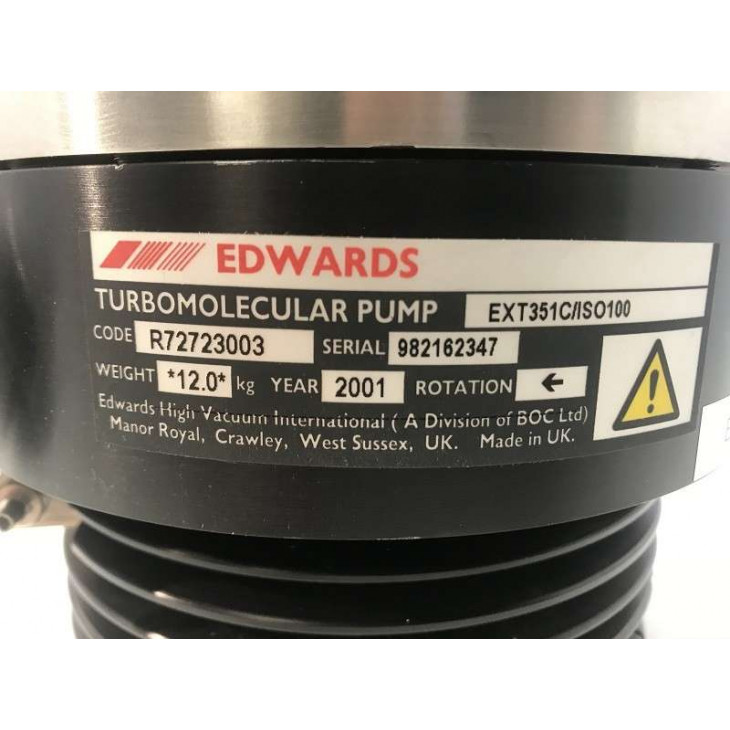 EDWARDS
TURBOMOLECULAR PUMP EXT351C/ISO100
CODE R72723003 SERIAL 982162347
WEIGHT *12.0* kg YEAR 2001 ROTATION ←
Edwards High Vacuum International ( A Division of BOC Ltd)
Manor Royal, Crawley, West Sussex, UK. Made in UK.